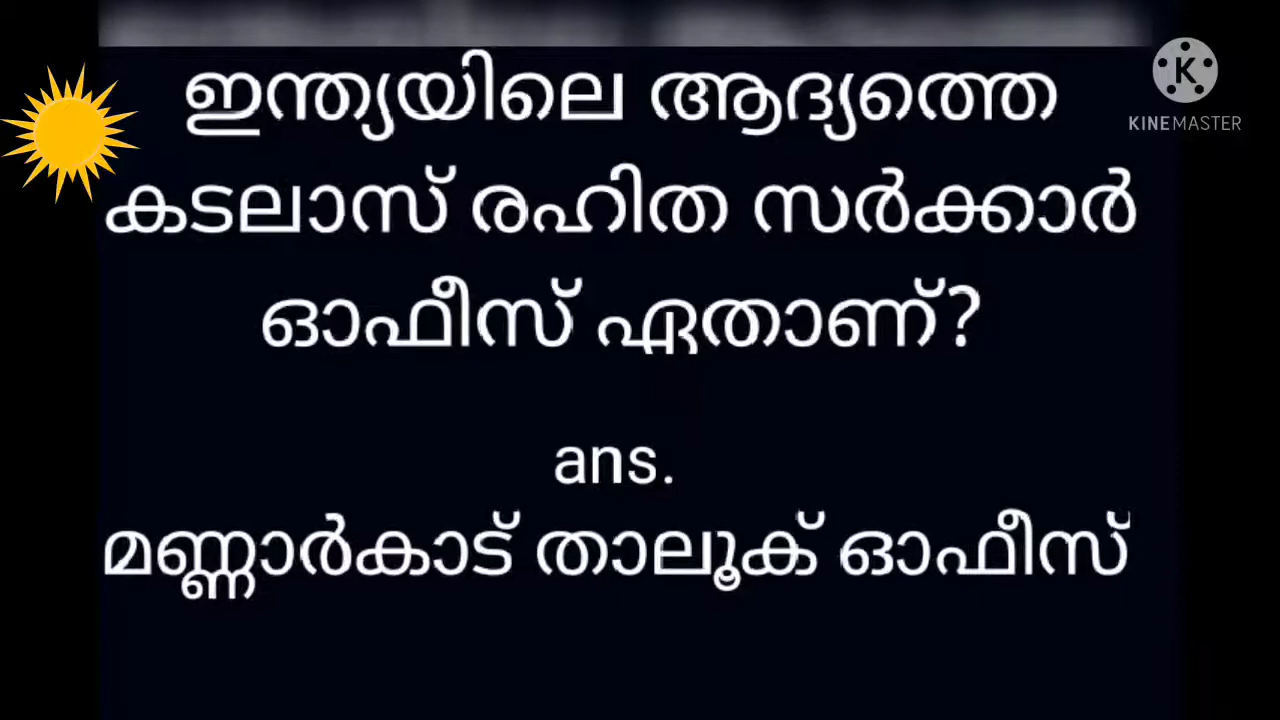 ഇന്ത്യയിലെ ആദ്യത്തെ
കടലാസ് രഹിത സർക്കാർ
ഓഫീസ് ഏതാണ്?
ans.
മണ്ണാർകാട് താലൂക് ഓഫീസ്
K
KINEMASTER